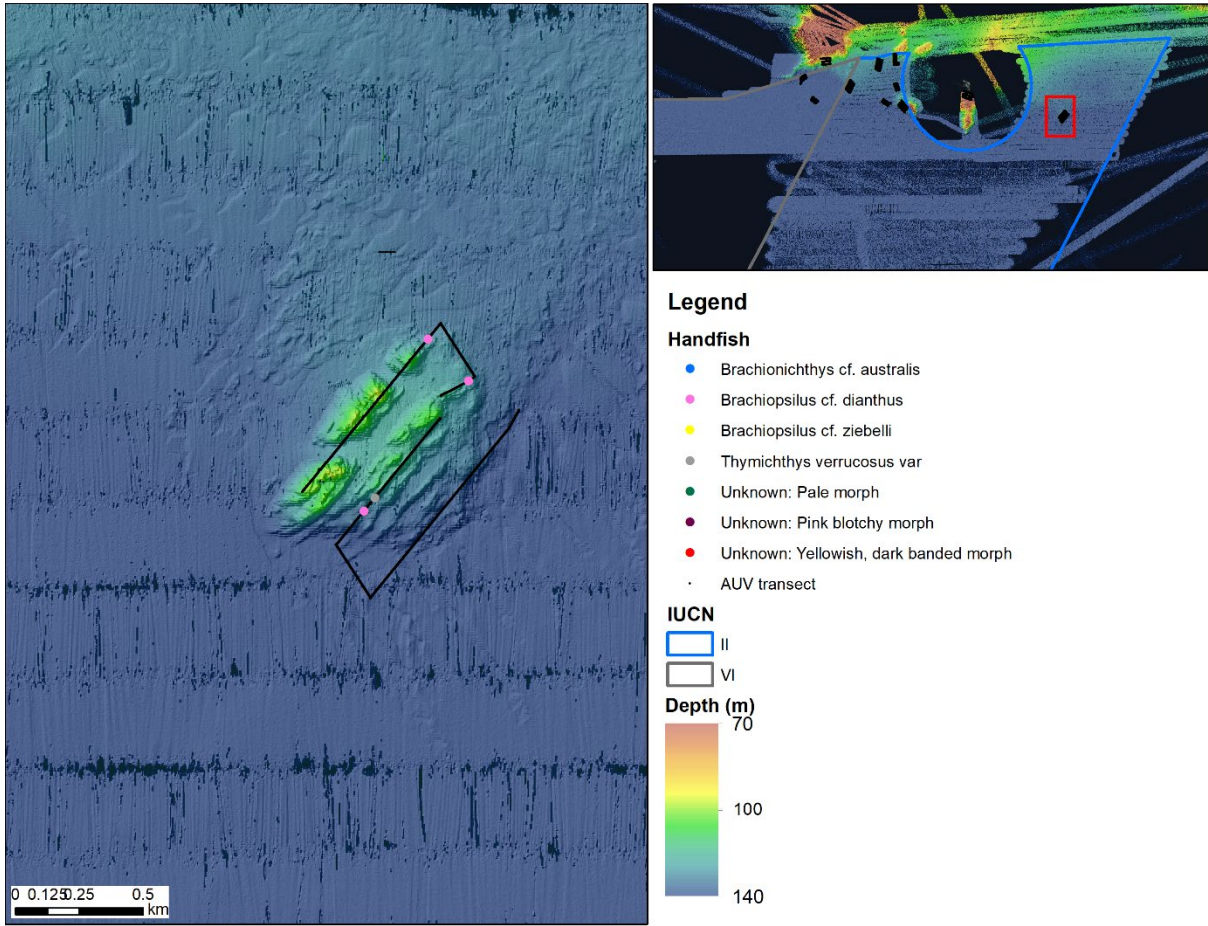 Legend
Handfish
Brachionichthys cf. australis
Brachiopsilus cf. dianthus
Brachiopsilus cf. ziebelli
Thymichthys verrucosus var
Unknown: Pale morph
Unknown: Pink blotchy morph
Unknown: Yellowish, dark banded morph
AUV transect
IUCN
II
VI
Depth (m)
70
100
140
0 0.125 0.25 0.5
km